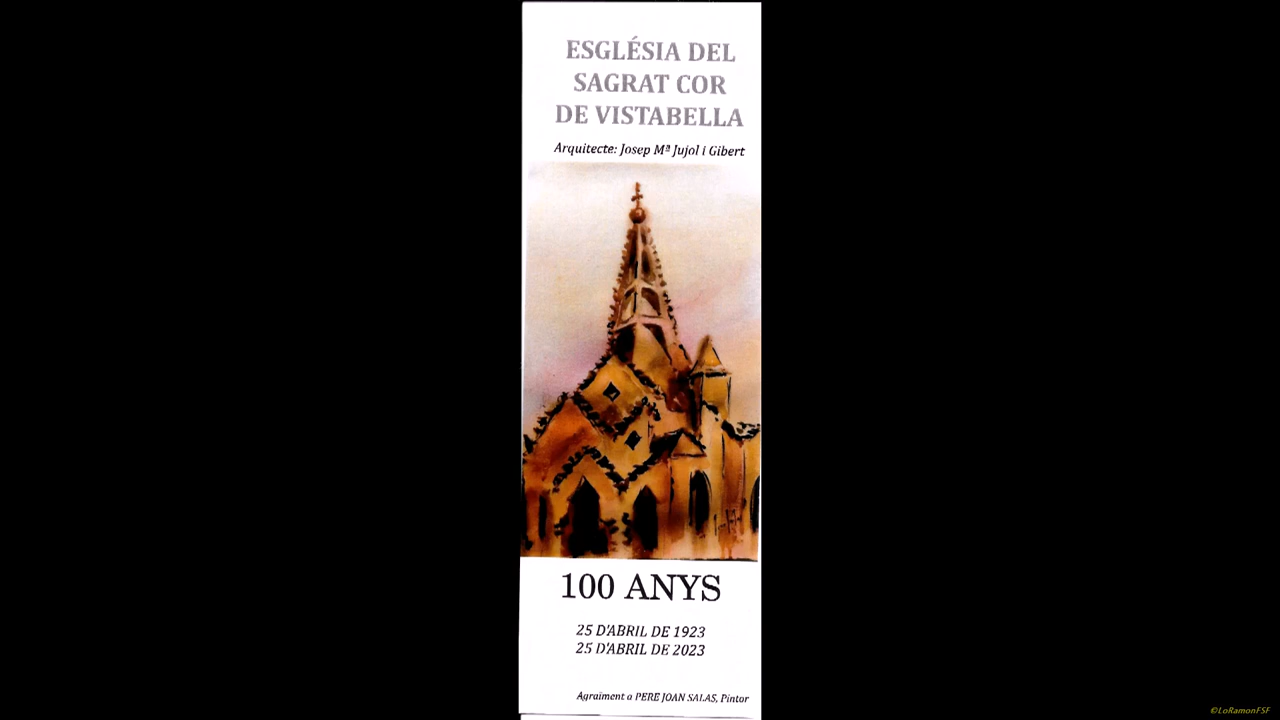 ESGLÉSIA DEL
SAGRAT COR
DE VISTABELLA
Arquitecte: Josep Mª Jujol i Gibert
100 ANYS
25 D'ABRIL DE 1923
25 D'ABRIL DE 2023
Agraïment a PERE JOAN SALAS, Pintor
©LoRamonFSF